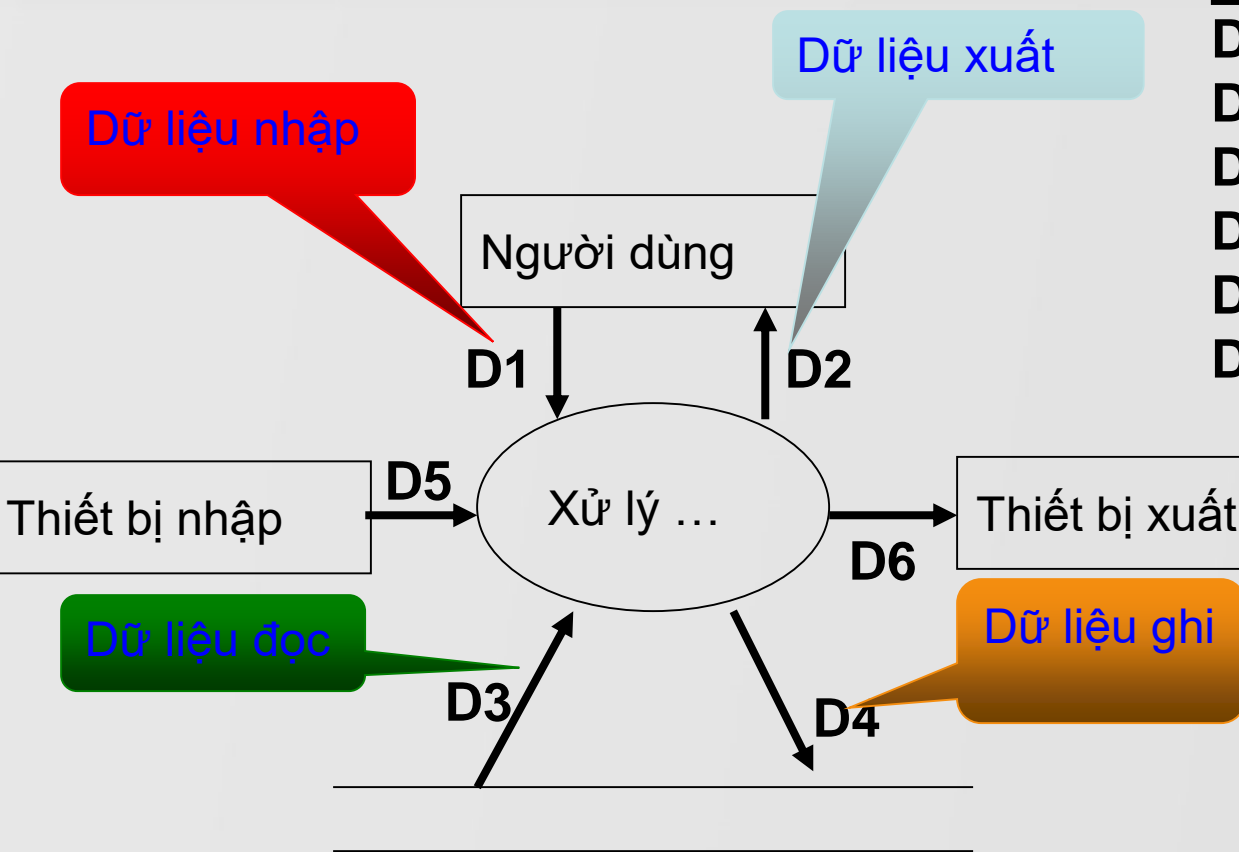 Dữ liệu xuất
Dữ liệu nhập
Người dùng
D1
D2
D5
Thiết bị nhập
Xử lý ...
Thiết bị xuất
D6
Dữ liệu đọc
Dữ liệu ghi
D3
D4
D
D
D
D
D
D